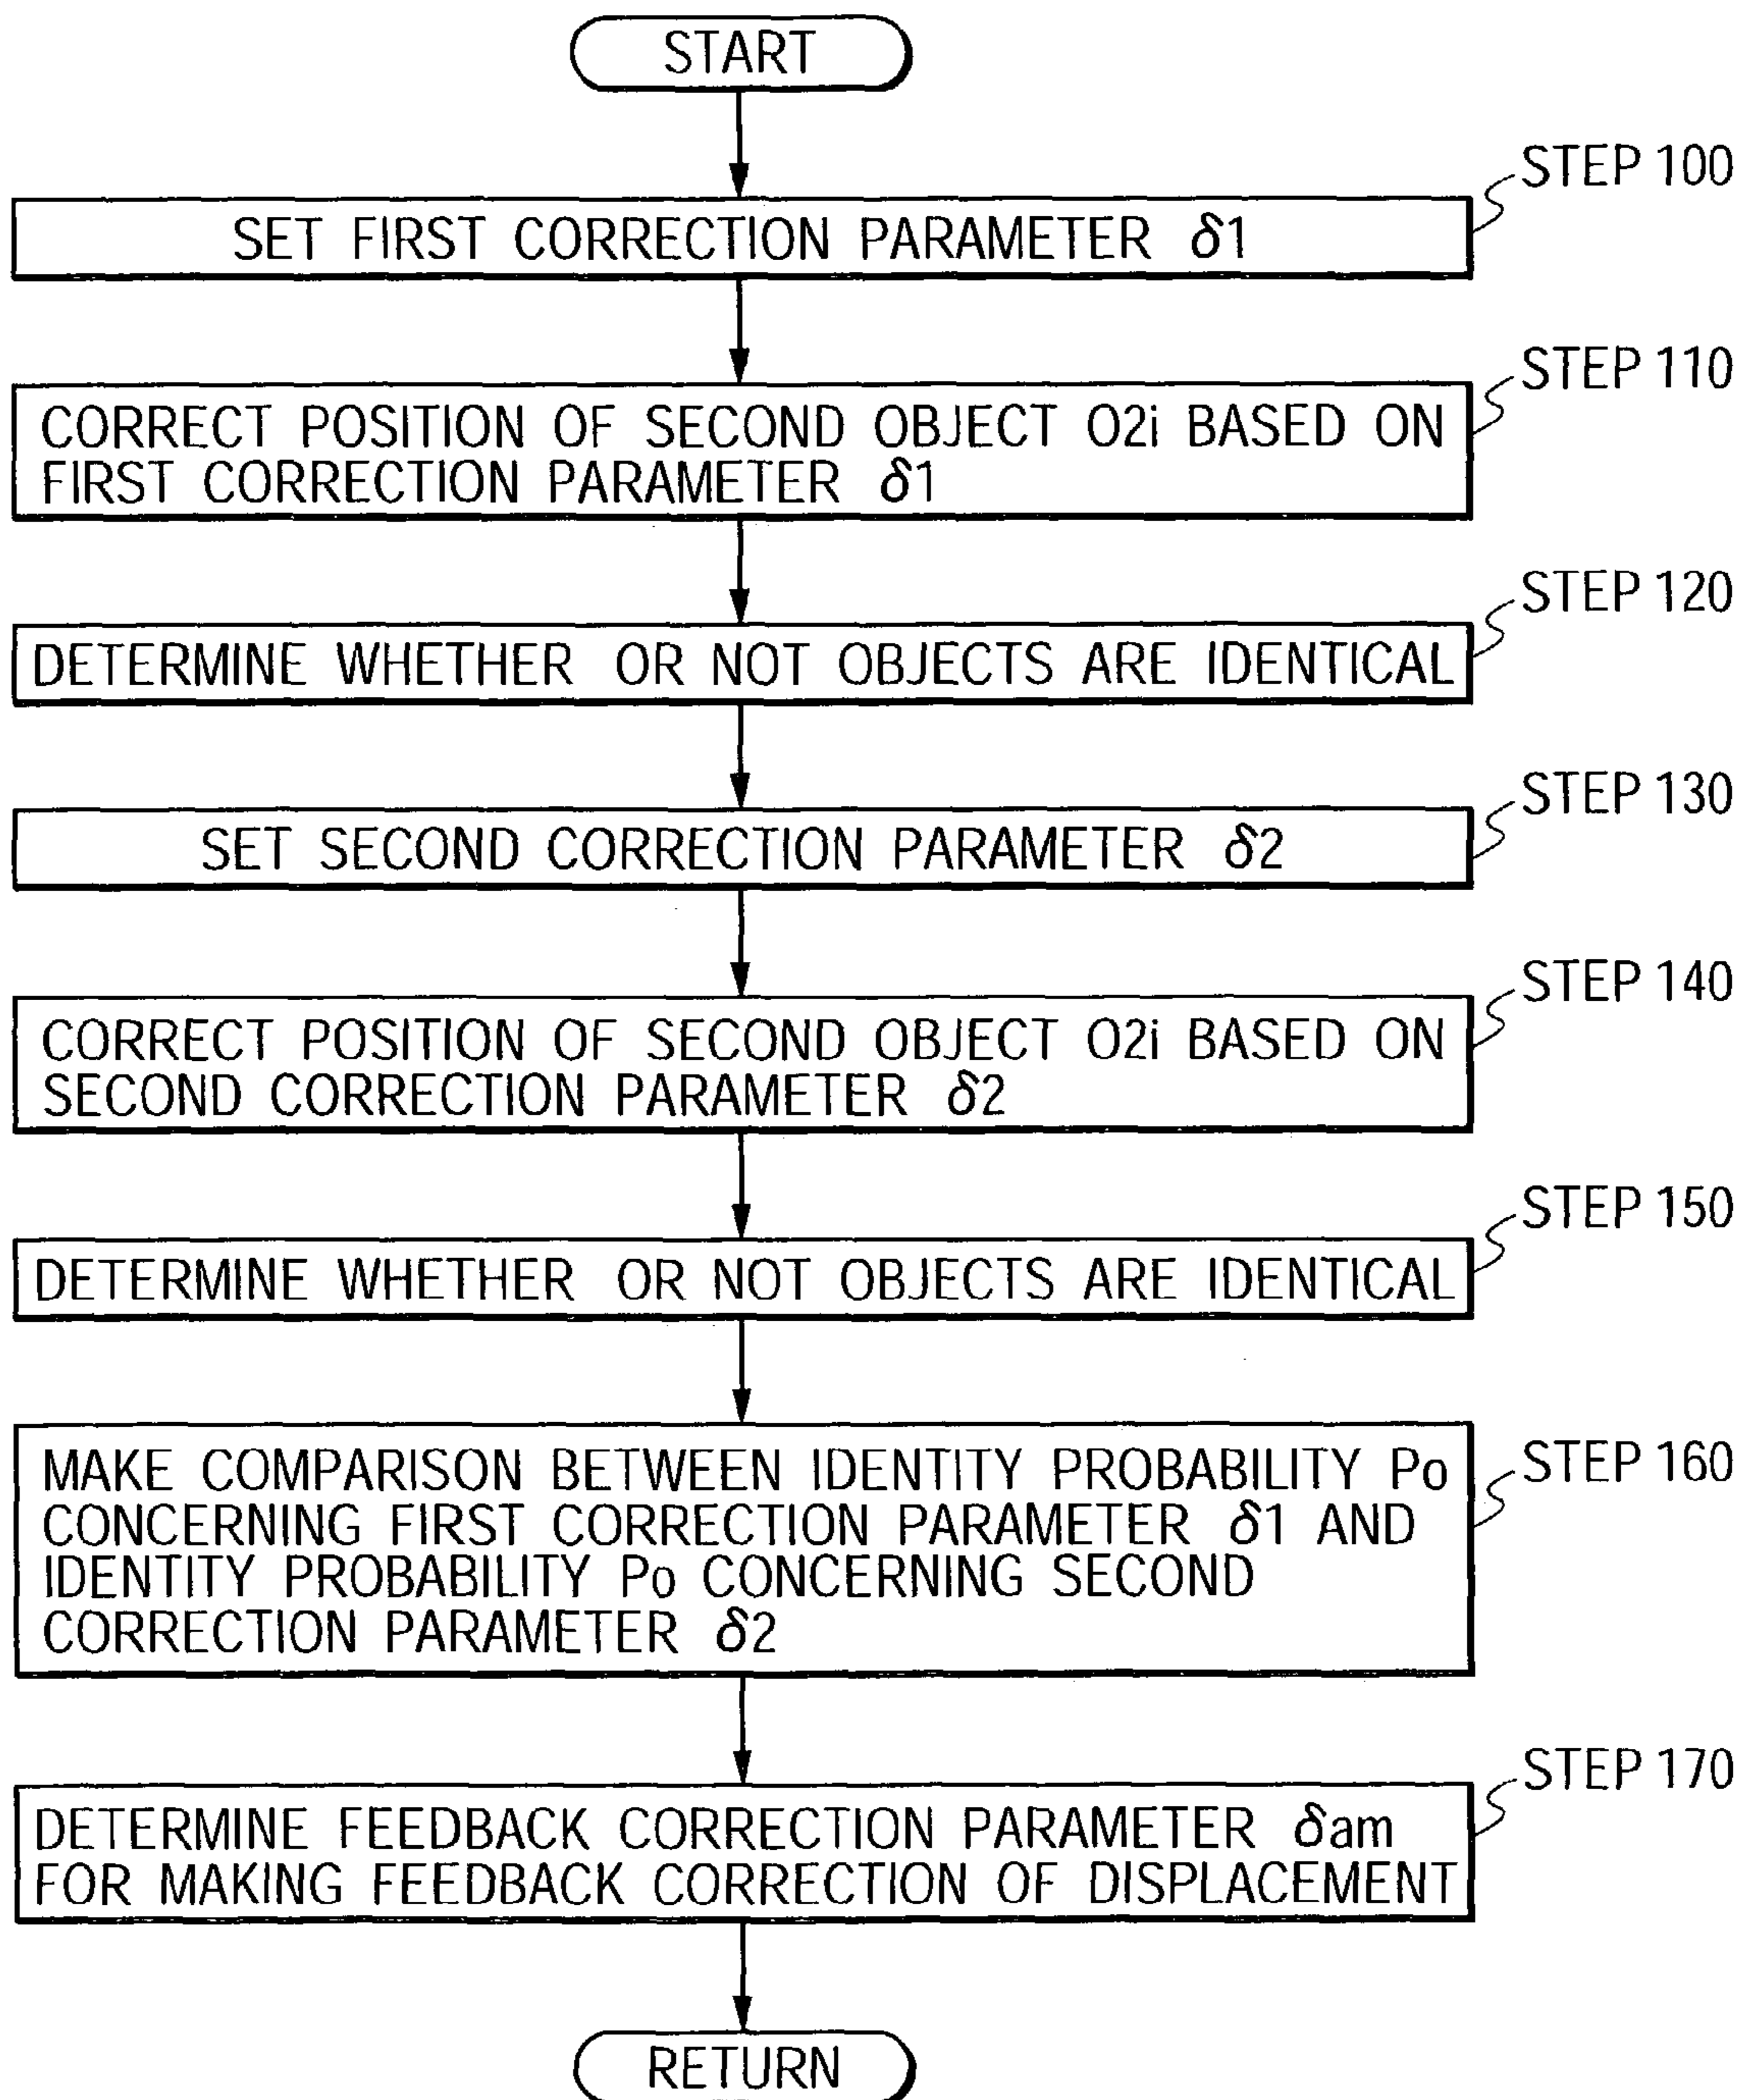 START
STEP 100
SET FIRST CORRECTION PARAMETER δ1
STEP 110
CORRECT POSITION OF SECOND OBJECT O2i BASED ON
FIRST CORRECTION PARAMETER δ1
STEP 120
DETERMINE WHETHER OR NOT OBJECTS ARE IDENTICAL
STEP 130
SET SECOND CORRECTION PARAMETER δ2
STEP 140
CORRECT POSITION OF SECOND OBJECT O2i BASED ON
SECOND CORRECTION PARAMETER δ2
STEP 150
DETERMINE WHETHER OR NOT OBJECTS ARE IDENTICAL
STEP 160
MAKE COMPARISON BETWEEN IDENTITY PROBABILITY Po
CONCERNING FIRST CORRECTION PARAMETER δ1 AND
IDENTITY PROBABILITY Po CONCERNING SECOND
CORRECTION PARAMETER δ2
STEP 170
DETERMINE FEEDBACK CORRECTION PARAMETER δam
FOR MAKING FEEDBACK CORRECTION OF DISPLACEMENT
RETURN